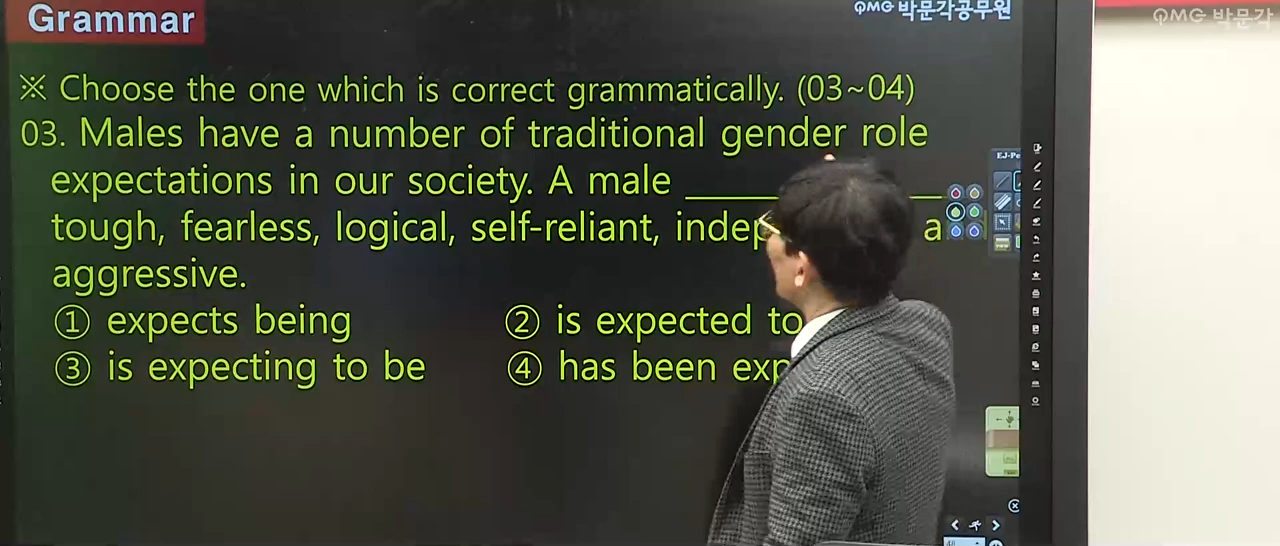 Grammar
PMG 박문각공무원
PMG 박문각
※ Choose the one which is correct grammatically. (03~04)
03. Males have a number of traditional gender role
expectations in our society. A male
tough, fearless, logical, self-reliant,
aggressive.
① expects being
② is expected to
③ is expecting to be
④ has been